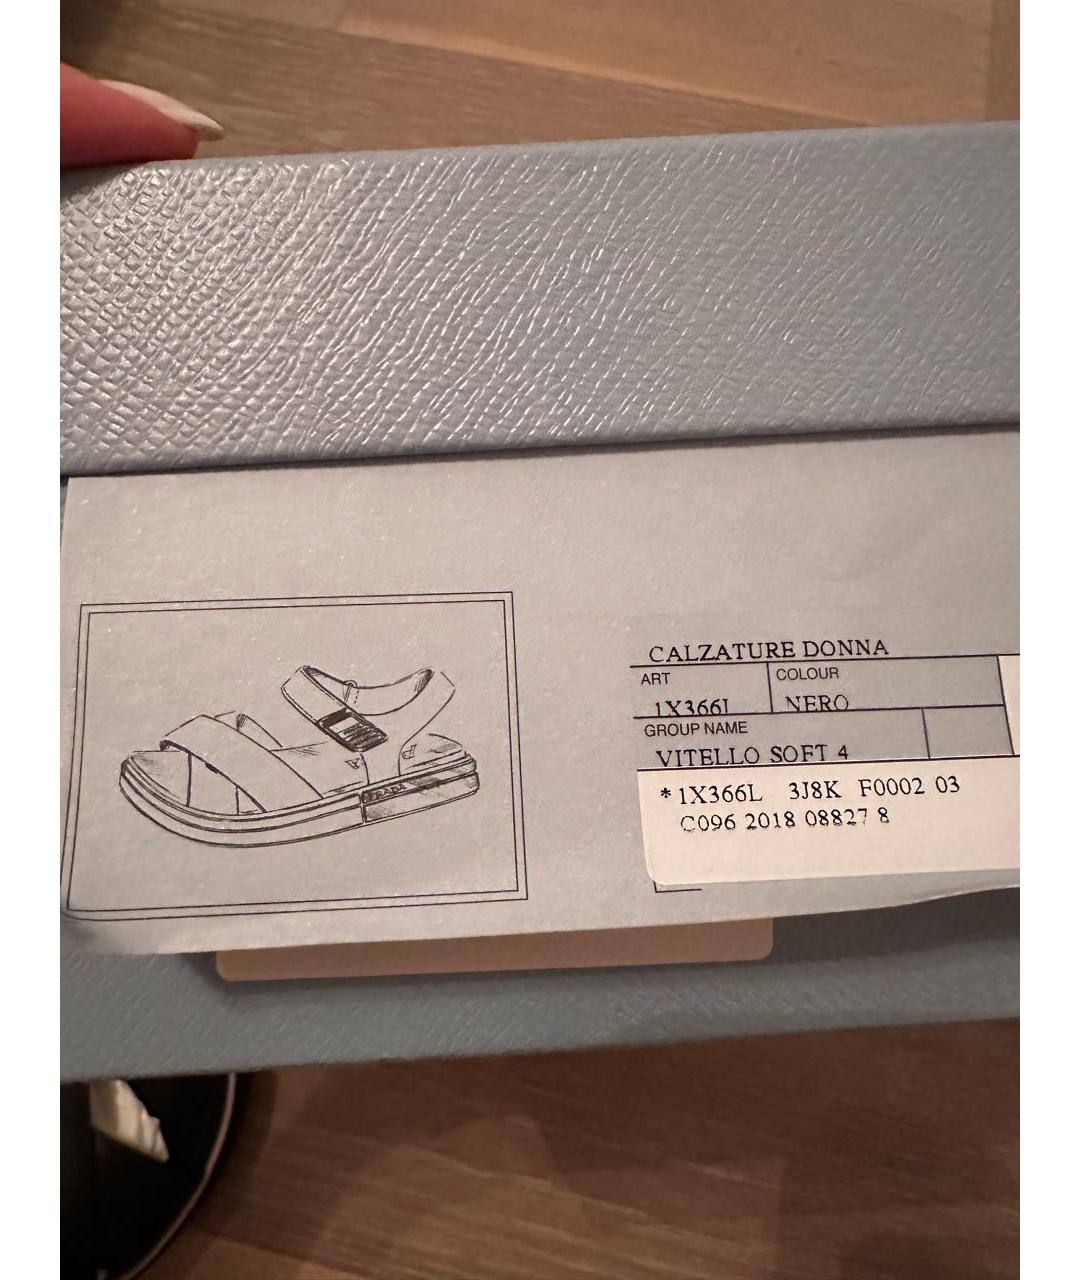 CALZATURE DONNA
ART COLOUR
1X366L NERO
GROUP NAME
VITELLO SOFT 4
*1X366L 3J8K F0002 03
C096 2018 08827 8
PRADA